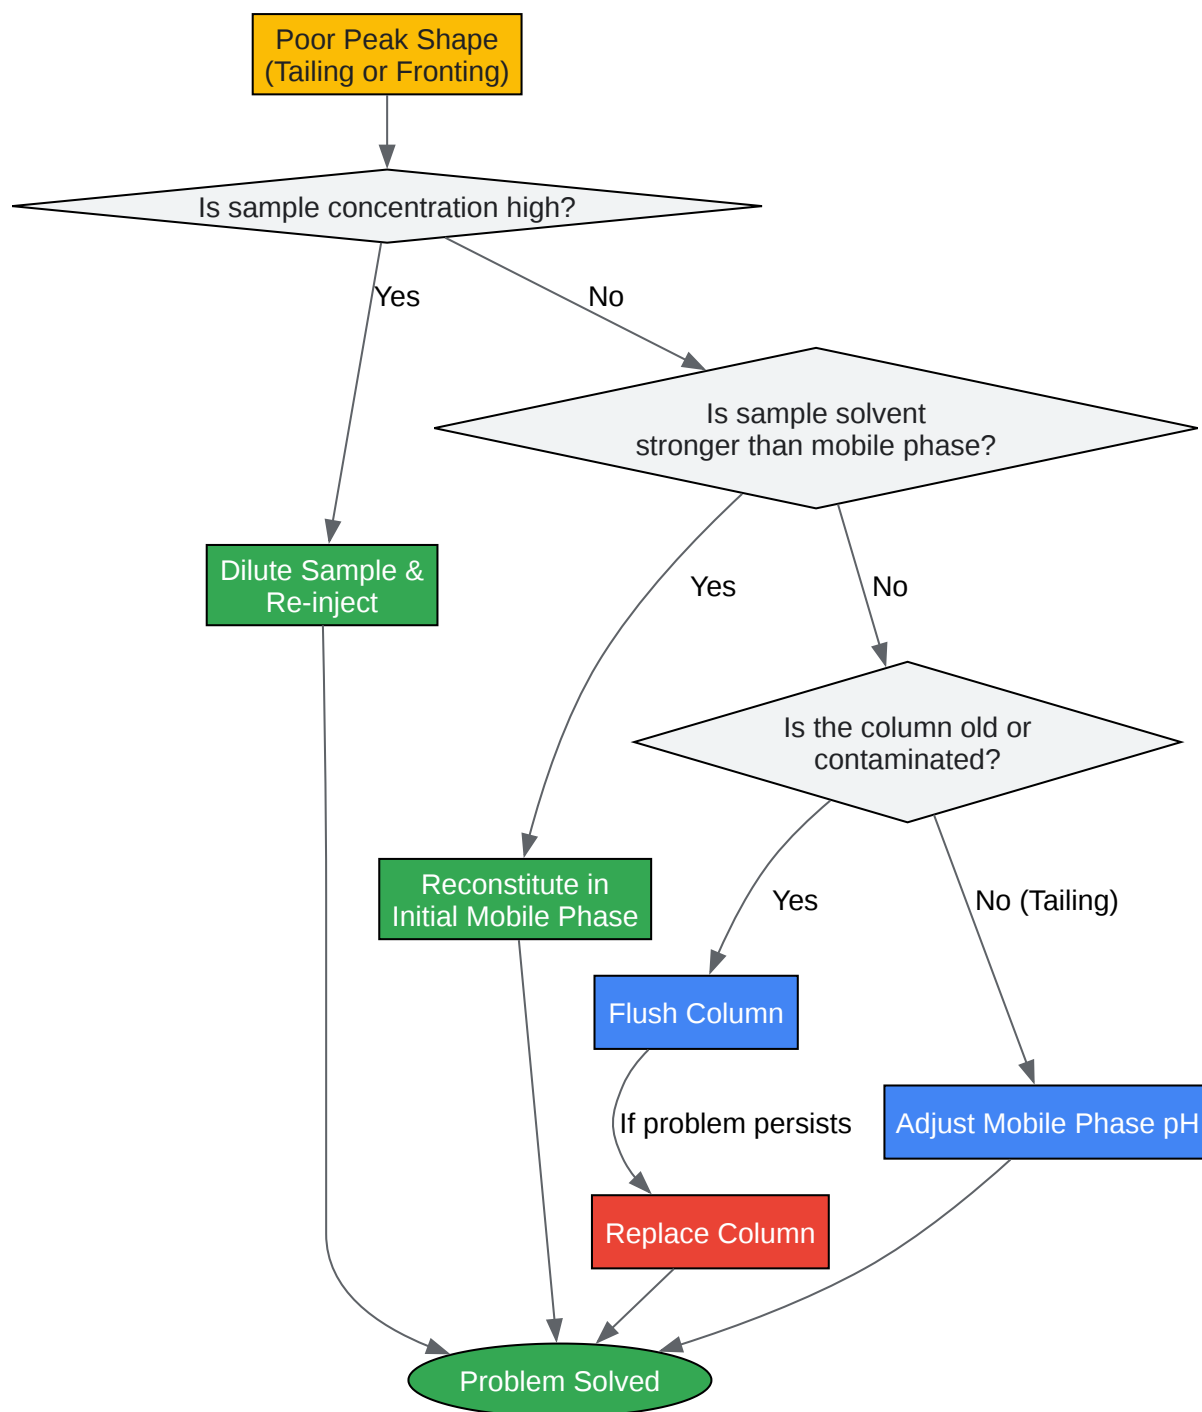 Poor Peak Shape
(Tailing or Fronting)
Is sample concentration high?
Yes
No
Is sample solvent
stronger than mobile phase?
Dilute Sample &
Re-inject
Yes
No
Is the column old or
contaminated?
Reconstitute in
Initial Mobile Phase
Yes
No (Tailing)
Flush Column
If problem persists
Adjust Mobile Phase pH
Replace Column
Problem Solved